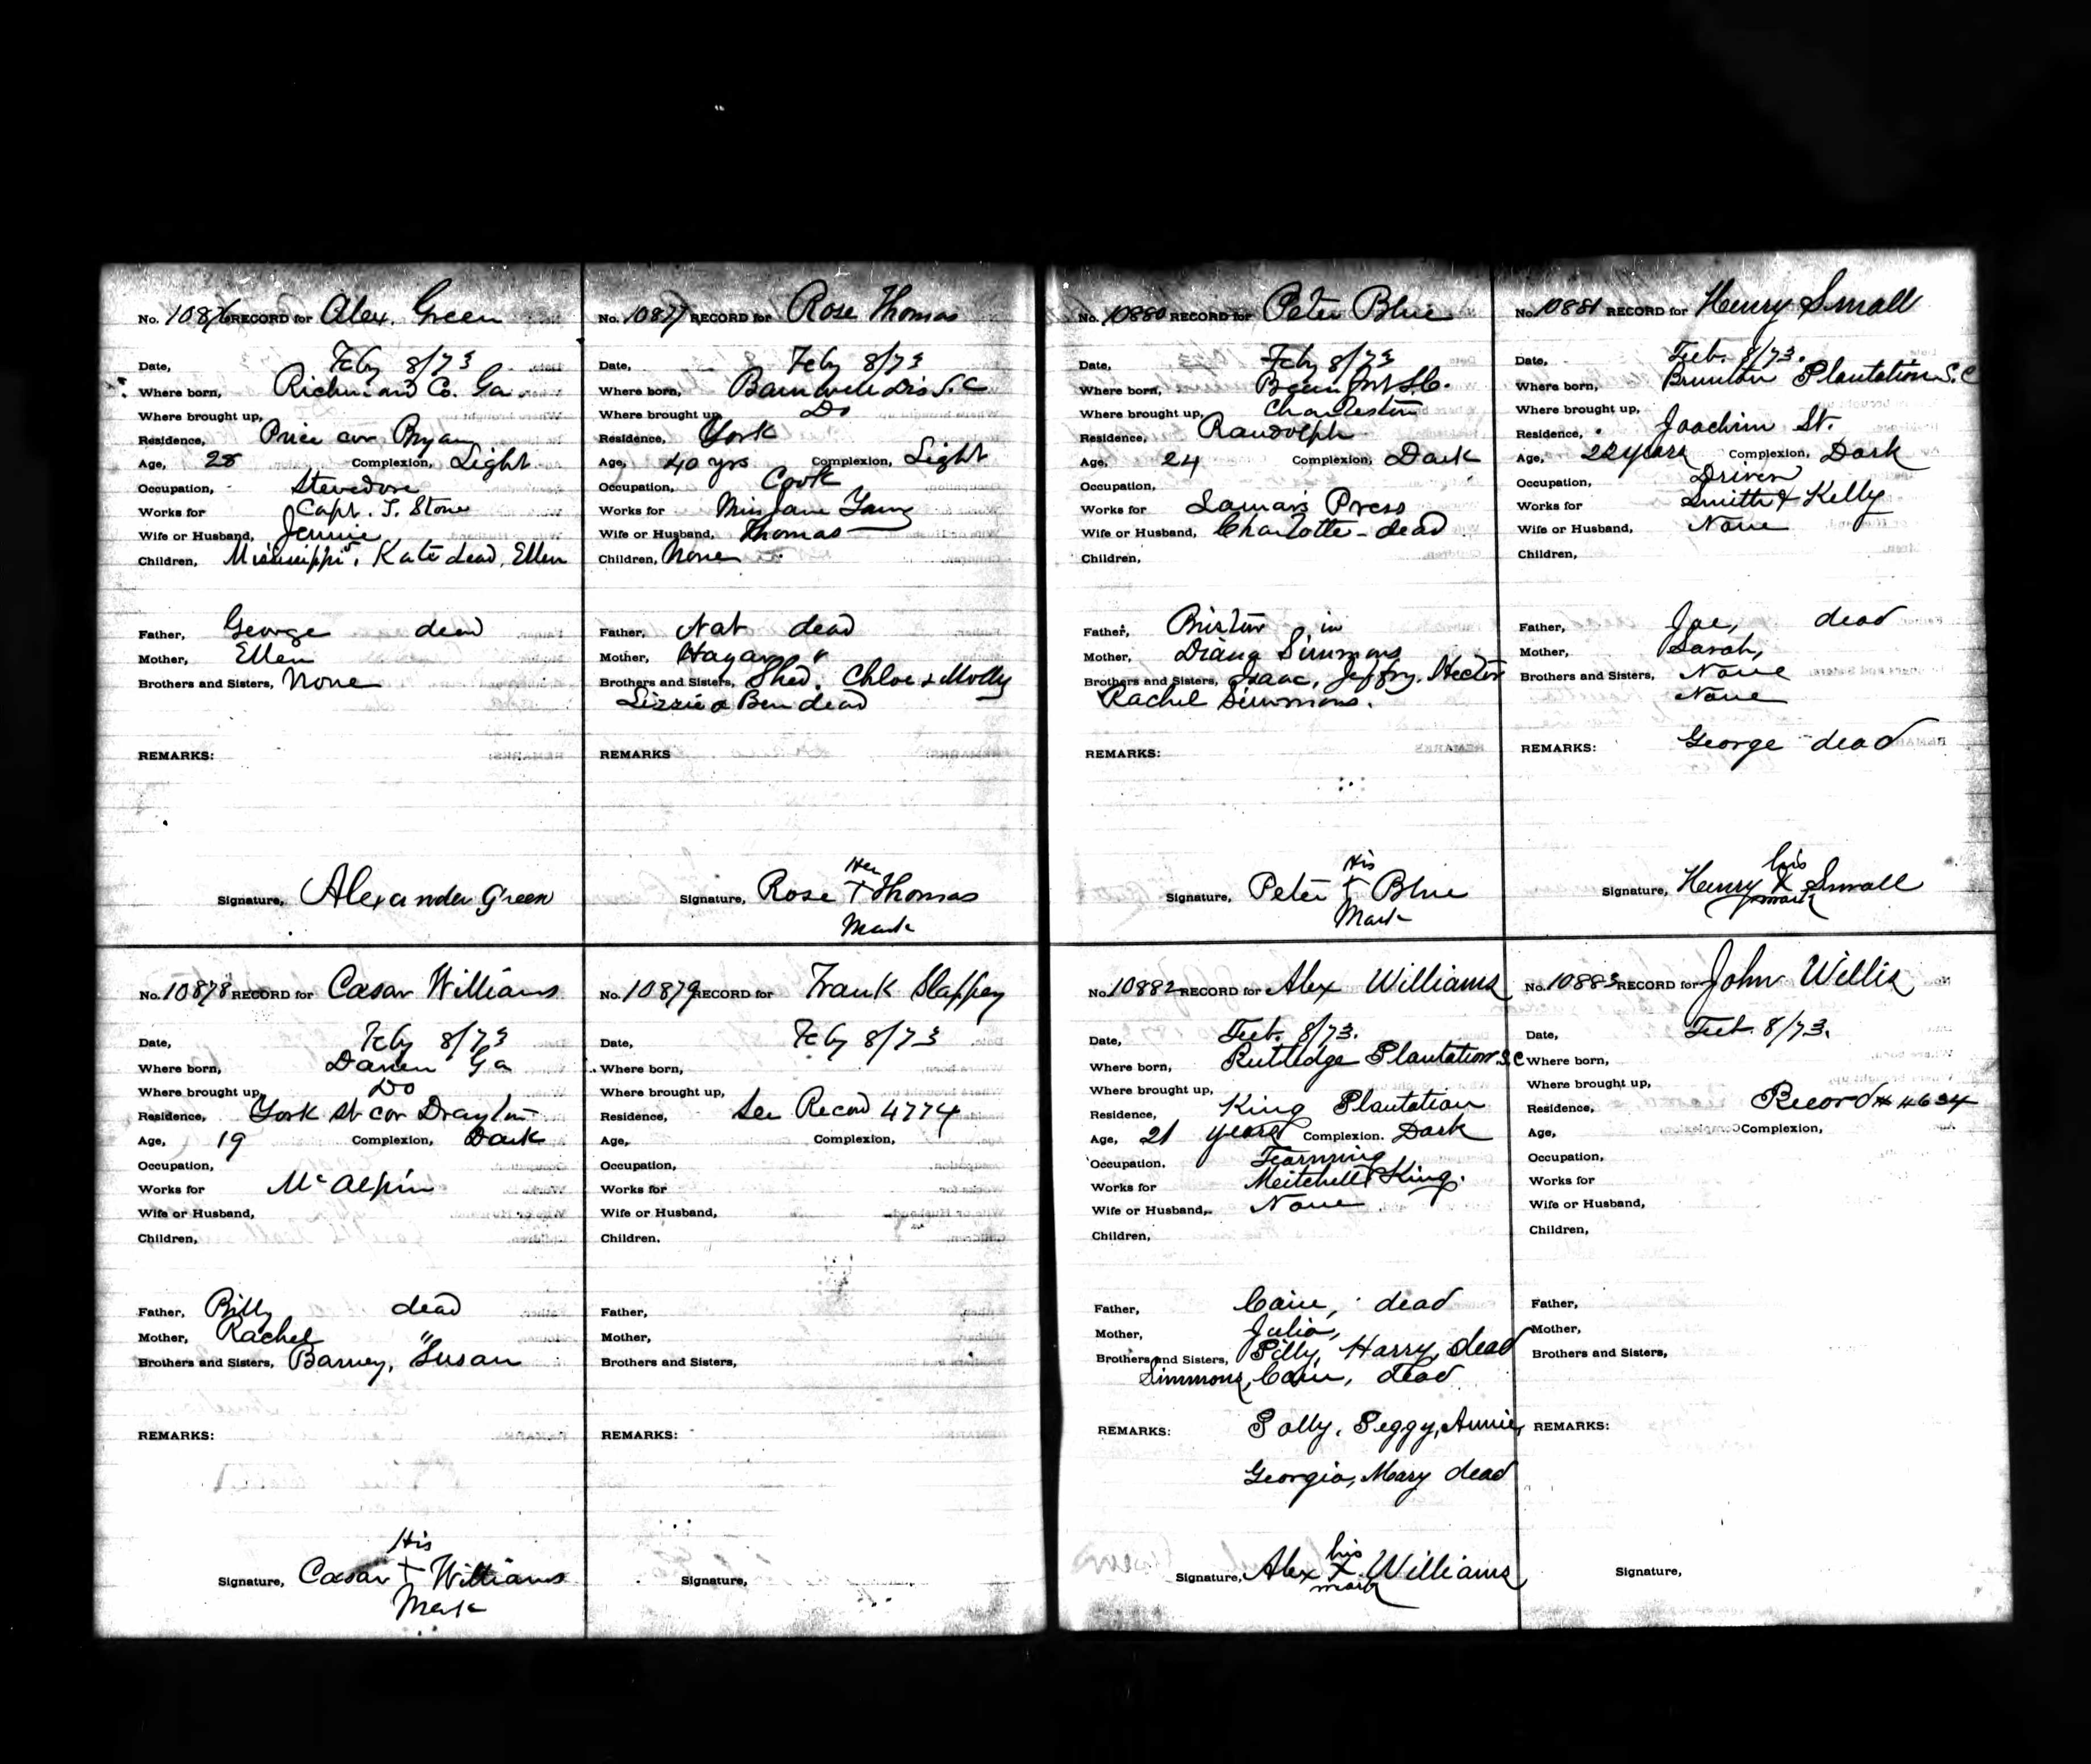 No. 10876 RECORD for Alex. Green
Date, Feby 8/73
Where born, Richmond Co. Ga.
Where brought up,
Residence, Price cor Bryan
Age, 28 Complexion, Light
Occupation, Stevedore
Works for Capt. J. Stone
Wife or Husband, Jennie
Children, Mississippi, Kate dead, Ellen
Father, George dead
Mother, Ellen
Brothers and Sisters, None
REMARKS:
Signature, Alexander Green
No. 10877 RECORD for Rose Thomas
Date, Feby 8/73
Where born, Barnwell Dis S.C
Where brought up, Do
Residence, York
Age, 40 yrs Complexion, Light
Occupation, Cook
Works for Miss Jane
Wife or Husband, Thomas
Children, None
Father, Nat dead
Mother, Hagar "
Brothers and Sisters, Shed. Chloe & Molly
Lizzie & Ben dead
REMARKS
Her
Signature, Rose + Thomas
Mark
No. 10878 RECORD for Cæsar Williams
Date, Feby 8/73
Where born, Darien Ga
Where brought up, Do
Residence, York St cor Drayton
Age, 19 Complexion, Dark
Occupation,
Works for McAlpin
Wife or Husband,
Children,
Father, Billy dead
Mother, Rachel "
Brothers and Sisters, Barney, Susan
REMARKS:
His
Signature, Cæsar + Williams
Mark
No. 10879 RECORD for Frank Slappey
Date, Feby 8/73
Where born,
Where brought up,
Residence, See Record 4774
Age, Complexion,
Occupation,
Works for
Wife or Husband,
Children.
Father,
Mother,
Brothers and Sisters,
REMARKS:
Signature,
No. 10880 RECORD for Peter Blue
Date, Feby 8/73
Where born, S.C.
Where brought up, Charleston
Residence, Randolph
Age, 24 Complexion, Dark
Occupation,
Works for Lamar's Press
Wife or Husband, Charlotte - dead
Children,
Father, Bristow in
Mother, Diana Simmons
Brothers and Sisters, Isaac, Jeffry. Hector
Rachel Simmons.
REMARKS:
His
Signature, Peter + Blue
Mark
No. 10881 RECORD for Henry Small
Date, Feb. 8/73.
Where born, Plantation S.C
Where brought up,
Residence, Joachim St.
Age, 22 years Complexion, Dark
Occupation, Driver
Works for Smith & Kelly
Wife or Husband, None
Children,
Father, Joe, dead
Mother, Sarah,
Brothers and Sisters, None
None
REMARKS: George dead
his
Signature, Henry X Small
mark
No. 10882 RECORD for Alex Williams
Date, Feb. 8/73.
Where born, Rutledge Plantation S.C
Where brought up,
Residence, King Plantation
Age, 21 years Complexion. Dark
Occupation, Farming
Works for Meitchell King.
Wife or Husband, None
Children,
Father, Cain, dead
Mother, Julia,
Brothers and Sisters, Billy, Harry, dead
Simmons, Cain, dead
REMARKS: Polly, Peggy, Annie,
Georgia, Mary dead
his
Signature, Alex X Williams
mark
No. 10883 RECORD for John Willis
Date, Feb. 8/73.
Where born,
Where brought up,
Residence, Record # 4634
Age, Complexion,
Occupation,
Works for
Wife or Husband,
Children,
Father,
Mother,
Brothers and Sisters,
REMARKS:
Signature,